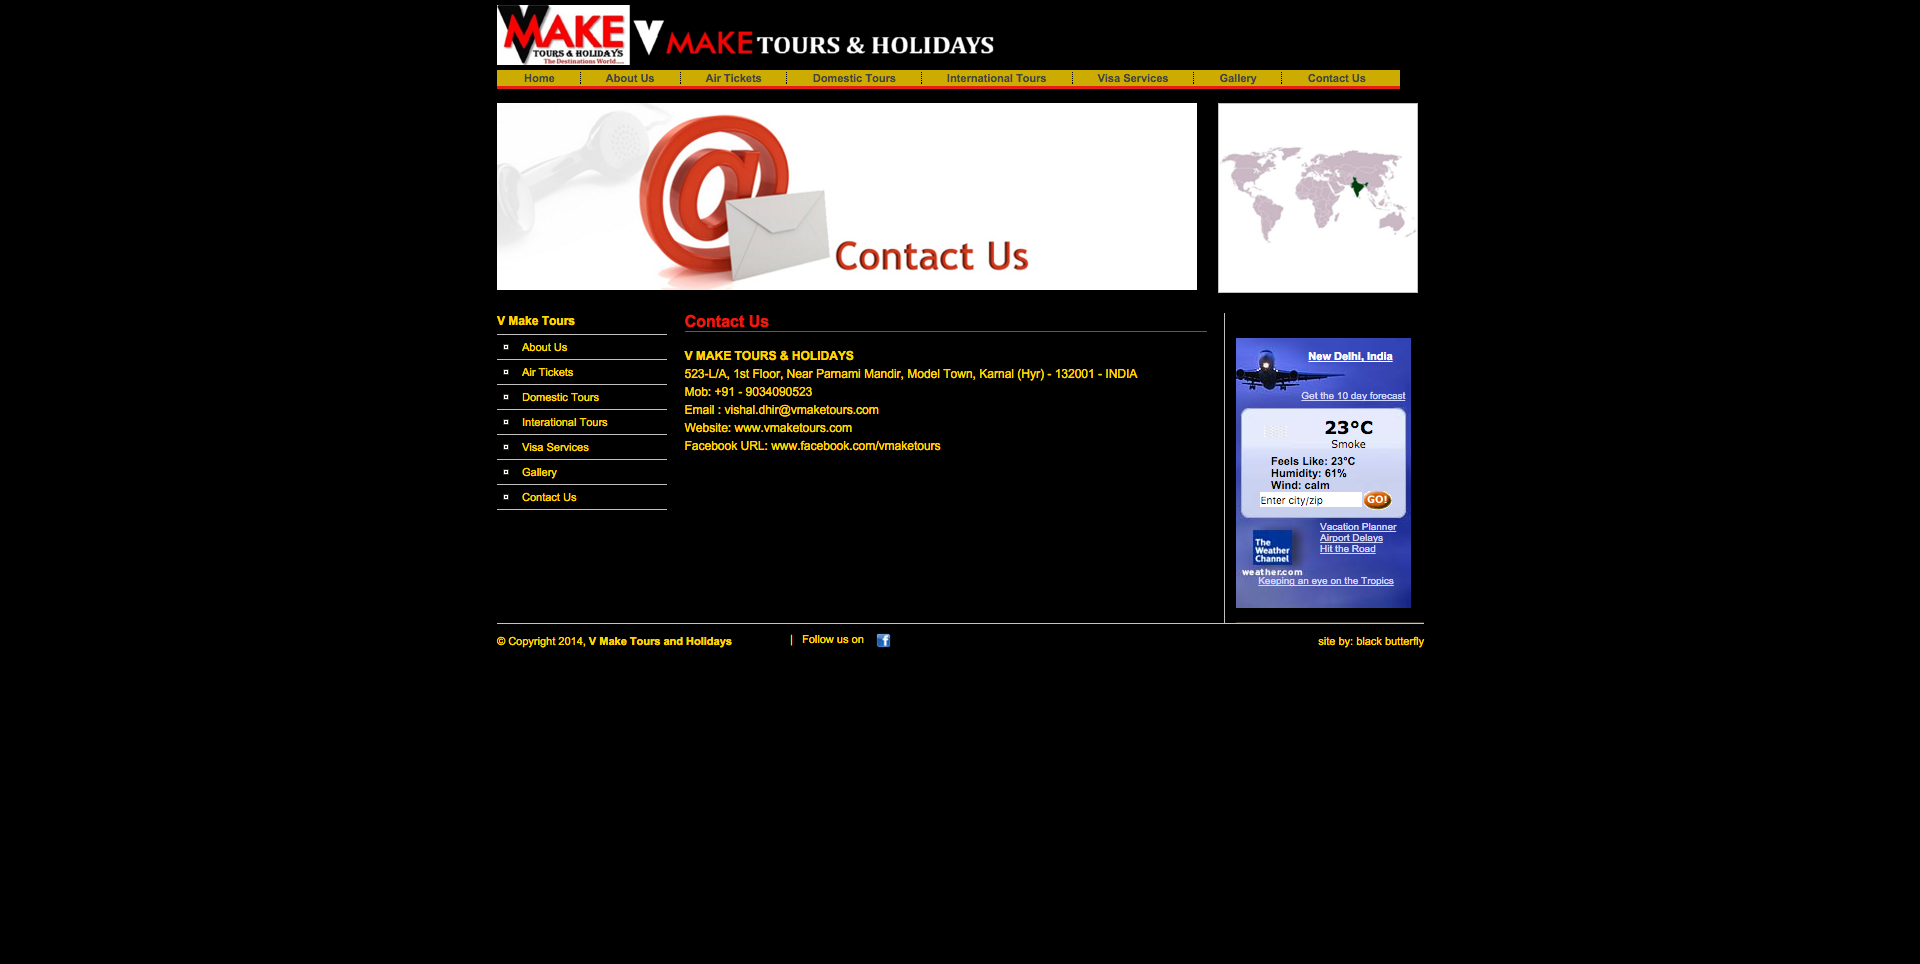 V MAKE
TOURS & HOLIDAYS
The Destinations World....
V MAKE TOURS & HOLIDAYS
Home
About Us
Air Tickets
Domestic Tours
International Tours
Visa Services
Gallery
Contact Us
@
Contact Us
V Make Tours
About Us
Air Tickets
Domestic Tours
Interational Tours
Visa Services
Gallery
Contact Us
Contact Us
V MAKE TOURS & HOLIDAYS
523-L/A, 1st Floor, Near Parnami Mandir, Model Town, Karnal (Hyr) - 132001 - INDIA
Mob: +91 - 9034090523
Email : vishal.dhir@vmaketours.com
Website: www.vmaketours.com
Facebook URL: www.facebook.com/vmaketours
New Delhi, India
Get the 10 day forecast
23°C
Smoke
Feels Like: 23°C
Humidity: 61%
Wind: calm
Enter city/zip GO!
Vacation Planner
Airport Delays
Hit the Road
The
Weather
Channel
weather.com
Keeping an eye on the Tropics
© Copyright 2014, V Make Tours and Holidays
| Follow us on f
site by: black butterfly